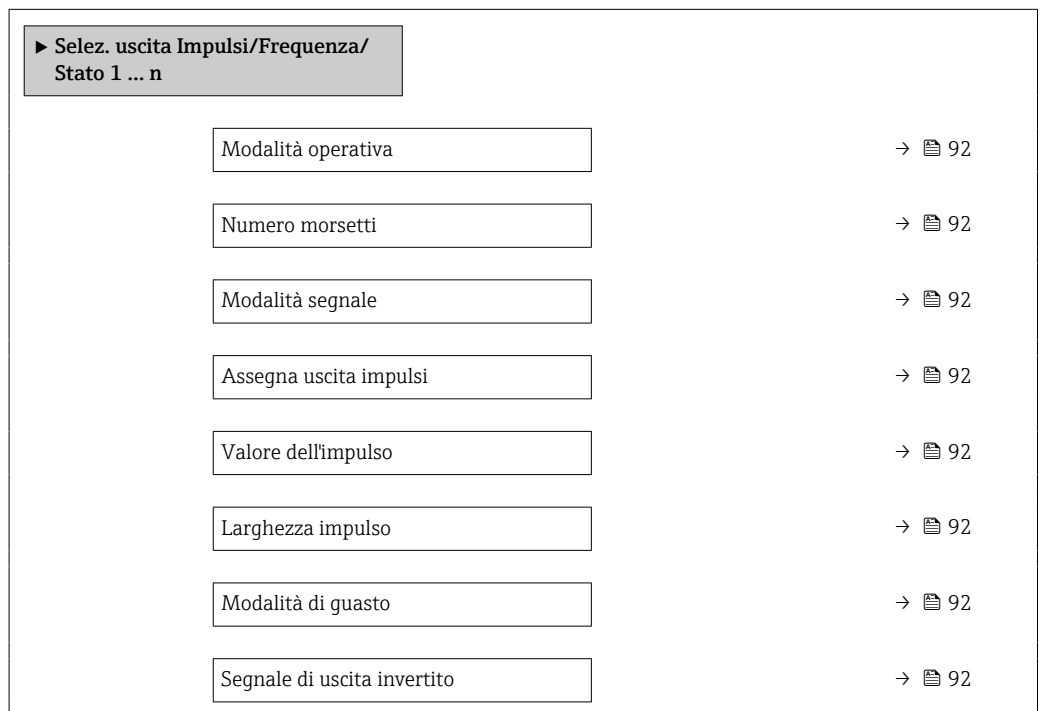 ▶ Selez. uscita Impulsi/Frequenza/
Stato 1 ... n
Modalità operativa → 92
Numero morsetti → 92
Modalità segnale → 92
Assegna uscita impulsi → 92
Valore dell'impulso → 92
Larghezza impulso → 92
Modalità di guasto → 92
Segnale di uscita invertito → 92